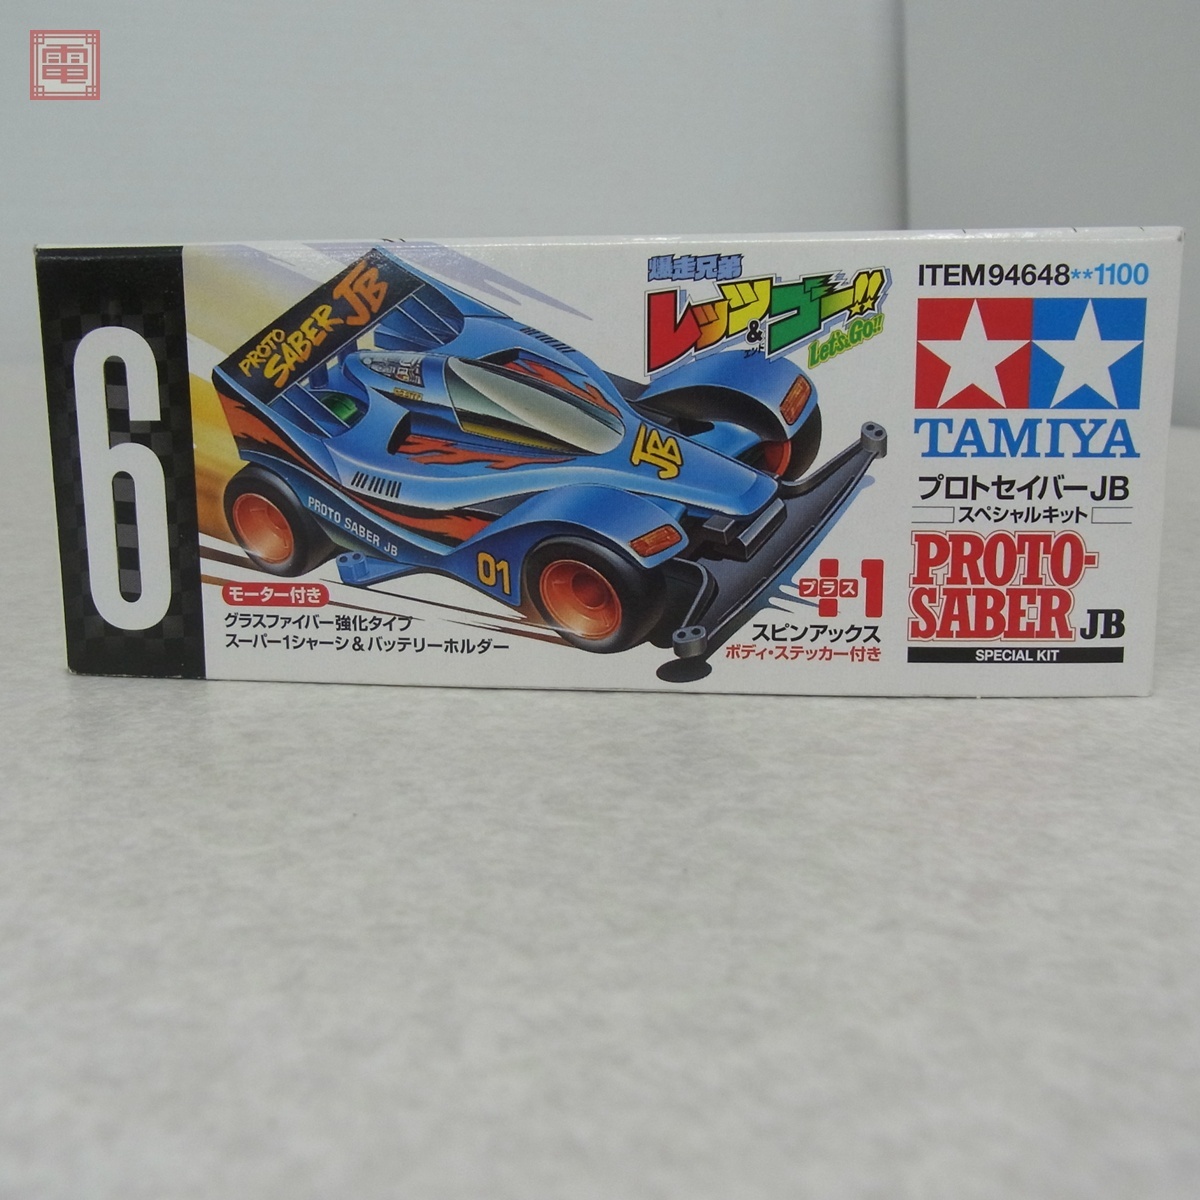 電
6
PROTO
SABER JB
PROTO SABER JB
01
JB
モーター付き
グラスファイバー強化タイプ
スーパー1シャーシ&バッテリーホルダー
爆走兄弟
レッツ
&
エンド
ゴー!!
Let's & Go!!
プラス
+1
スピンアックス
ボディ・ステッカー付き
ITEM94648**1100
TAMIYA
プロトセイバーJB
スペシャルキット
PROTO-
SABER JB
SPECIAL KIT